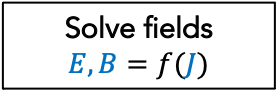 Solve fields
E, B = f(J)